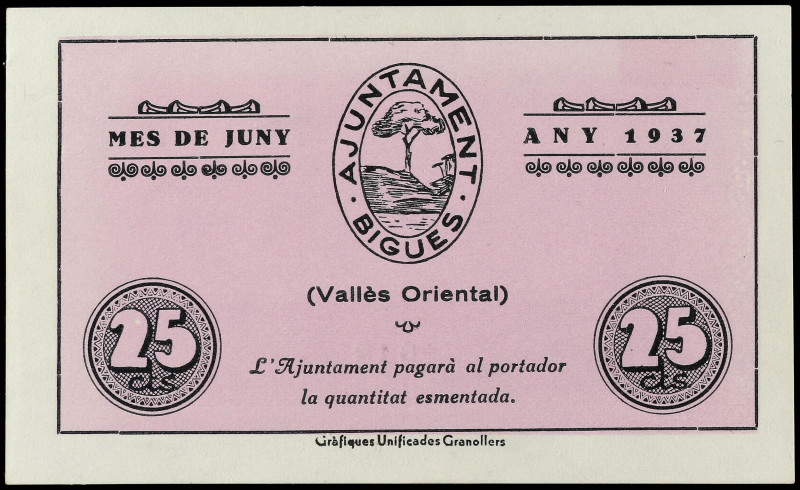 MES DE JUNY
AJUNTAMENT
· BIGUES ·
ANY 1937
(Vallès Oriental)
25
cts
25
cts
L'Ajuntament pagarà al portador
la quantitat esmentada.
Gràfiques Unificades Granollers